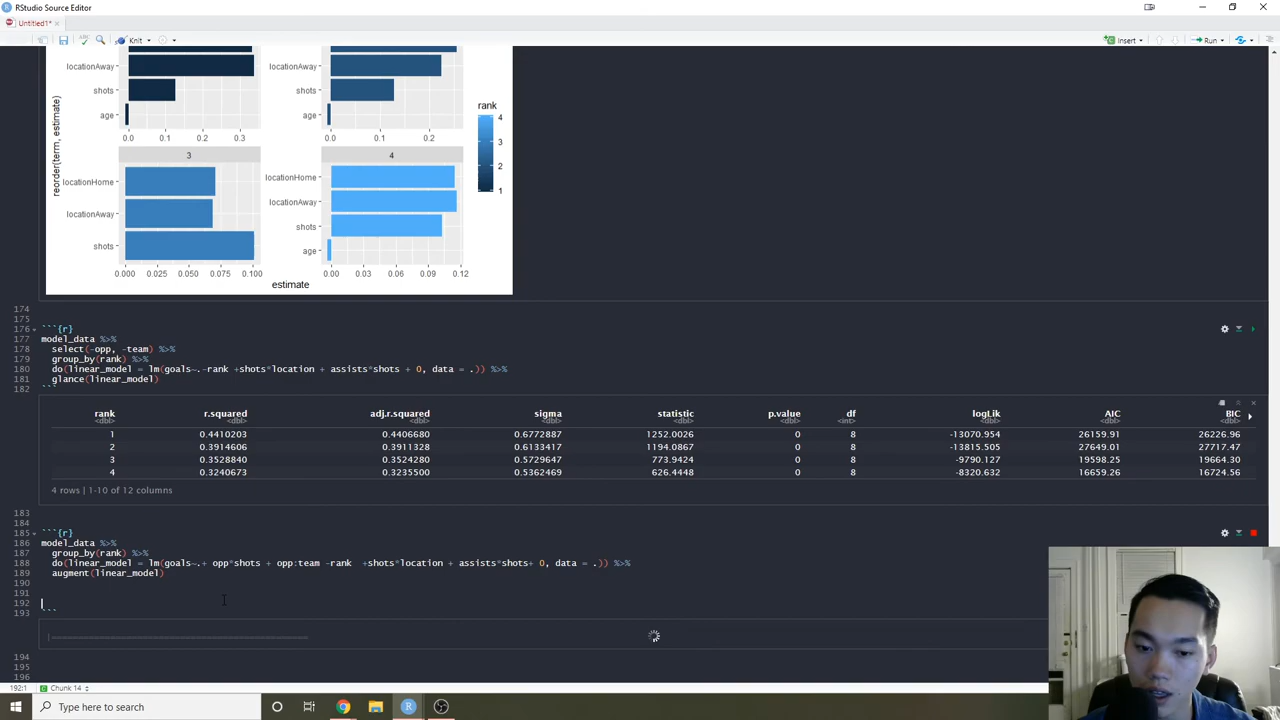 RStudio Source Editor
Untitled1*
Knit
Insert
Run
locationAway
shots
age
0.0 0.1 0.2 0.3
locationAway
shots
age
0.0 0.1 0.2
reorder(term, estimate)
3
locationHome
locationAway
shots
0.000 0.025 0.050 0.075 0.100
4
locationHome
locationAway
shots
age
0.00 0.03 0.06 0.09 0.12
estimate
rank
4
3
2
1
174
175
176 ```{r}
177 model_data %>%
178 select(-opp, -team) %>%
179 group_by(rank) %>%
180 do(linear_model = lm(goals~.-rank +shots*location + assists*shots + 0, data = .)) %>%
181 glance(linear_model)
182 ```
rank r.squared adj.r.squared sigma statistic p.value df logLik AIC BIC
<dbl> <dbl> <dbl> <dbl> <dbl> <dbl> <int> <dbl> <dbl> <dbl>
1 0.4410203 0.4406680 0.6772887 1252.0026 0 8 -13070.954 26159.91 26226.96
2 0.3914606 0.3911328 0.6133417 1194.0867 0 8 -13815.505 27649.01 27717.47
3 0.3528840 0.3524280 0.5729647 773.9424 0 8 -9790.127 19598.25 19664.30
4 0.3240673 0.3235500 0.5362469 626.4448 0 8 -8320.632 16659.26 16724.56
4 rows | 1-10 of 12 columns
183
184
185 ```{r}
186 model_data %>%
187 group_by(rank) %>%
188 do(linear_model = lm(goals~.+ opp*shots + opp:team -rank +shots*location + assists*shots+ 0, data = .)) %>%
189 augment(linear_model)
190
191
192
193 ```
194
195
196
192:1 Chunk 14
Type here to search